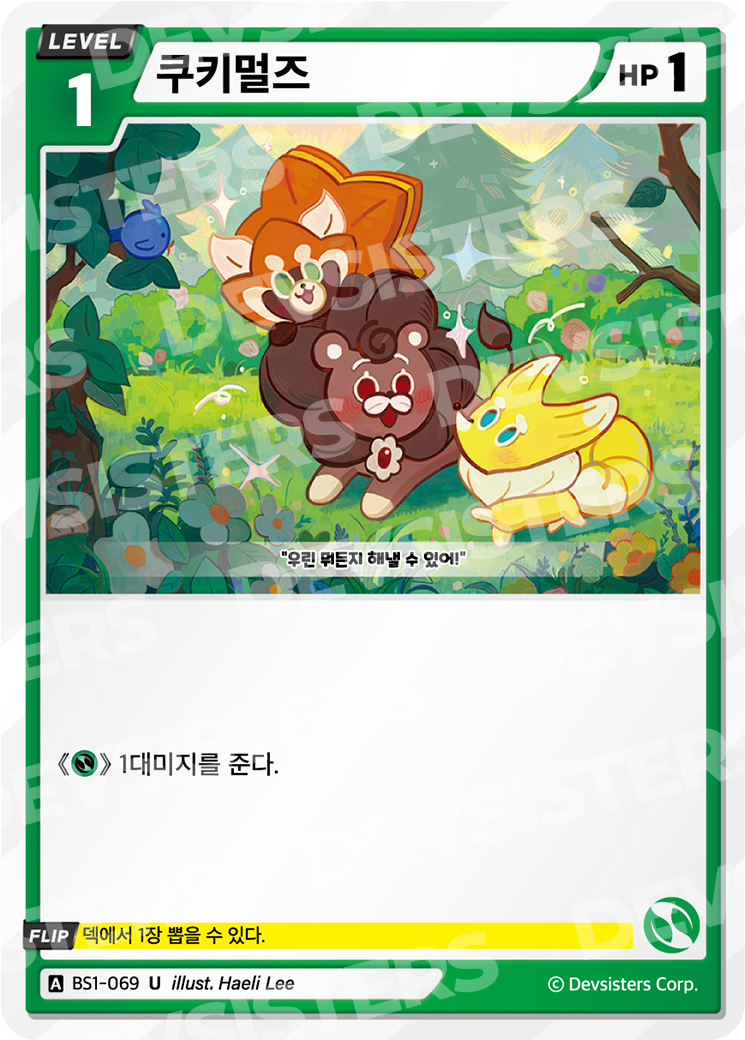 LEVEL
1
쿠키멀즈
HP 1
"우린 뭐든지 해낼 수 있어!"
《 》 1대미지를 준다.
FLIP 덱에서 1장 뽑을 수 있다.
A BS1-069 U illust. Haeli Lee
© Devsisters Corp.
DEVSISTERS